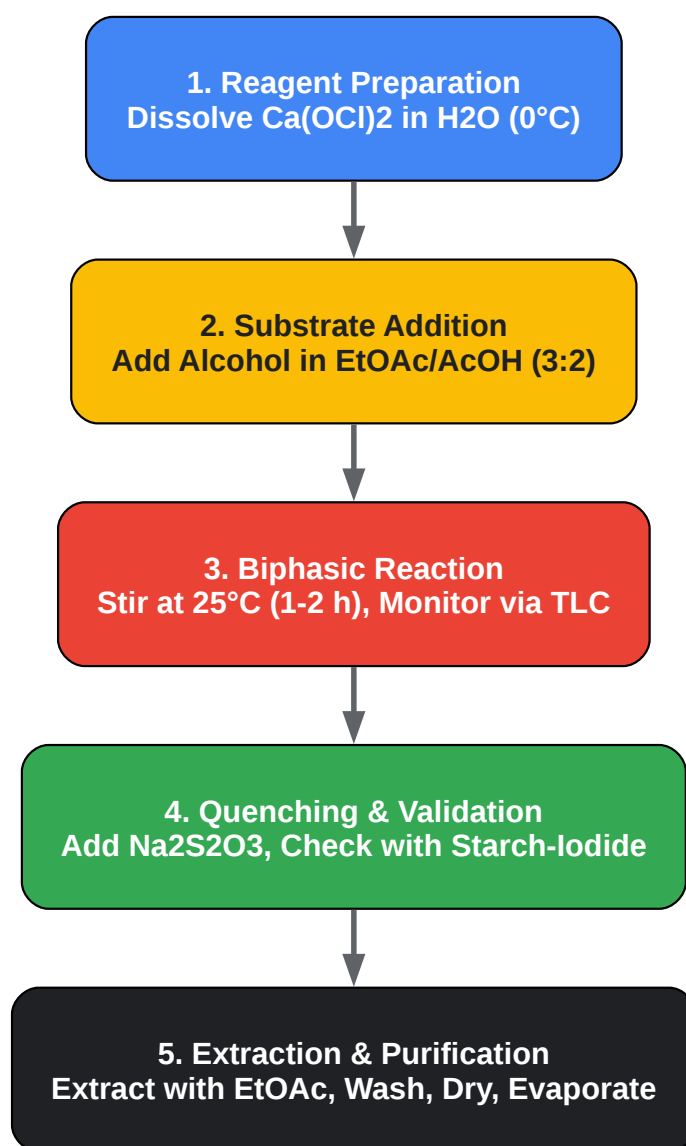 1. Reagent Preparation
Dissolve Ca(OCl)2 in H2O (0°C)
2. Substrate Addition
Add Alcohol in EtOAc/AcOH (3:2)
3. Biphasic Reaction
Stir at 25°C (1-2 h), Monitor via TLC
4. Quenching & Validation
Add Na2S2O3, Check with Starch-Iodide
5. Extraction & Purification
Extract with EtOAc, Wash, Dry, Evaporate